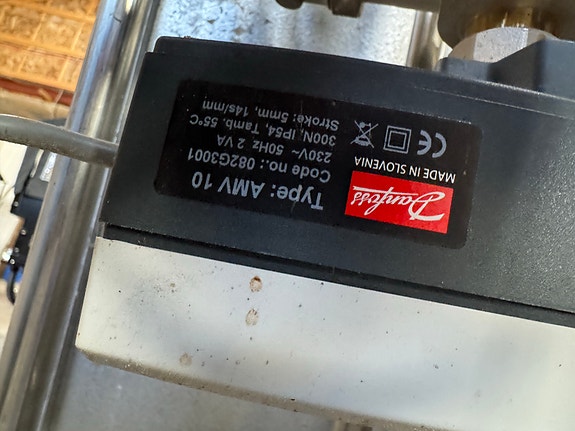 Danfoss
MADE IN SLOVENIA
CE
Type: AMV 10
Code no.: 082G3001
230V~ 50Hz 2 VA
300N, IP54, Tamb. 55°C
Stroke: 5mm, 14s/mm